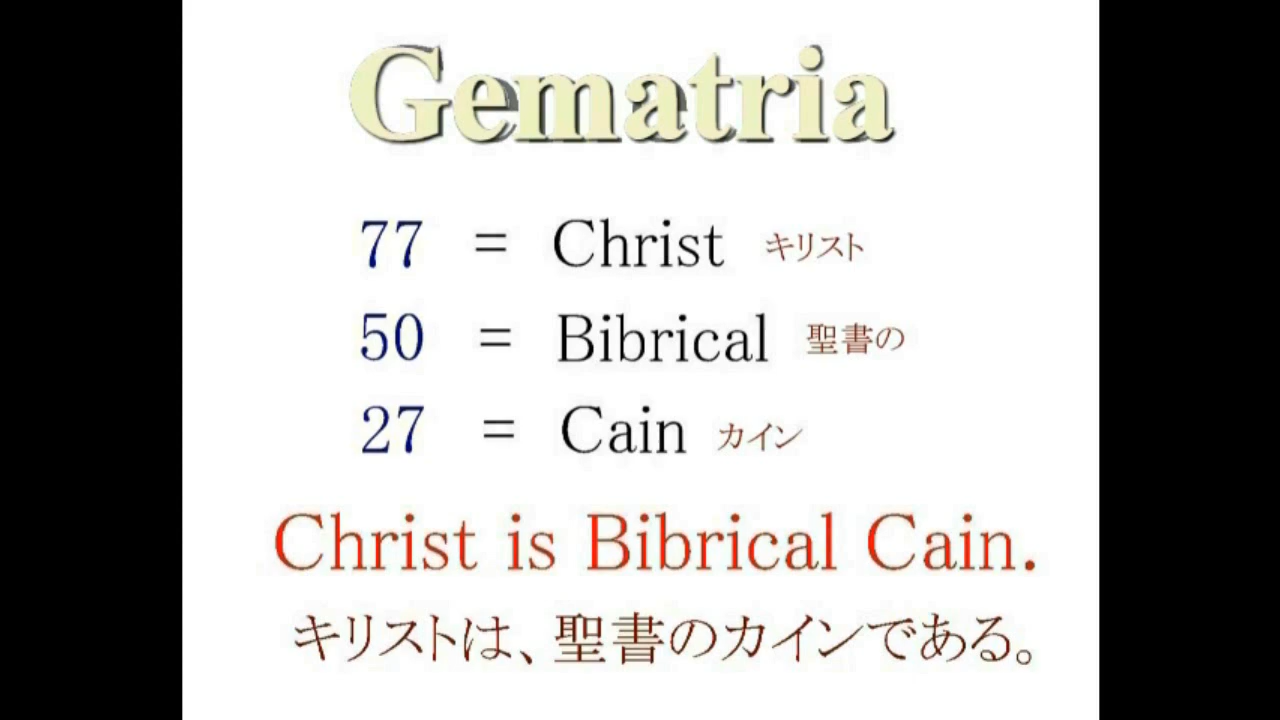 Gematria
77 = Christ キリスト
50 = Bibrical 聖書の
27 = Cain カイン
Christ is Bibrical Cain.
キリストは、聖書のカインである。